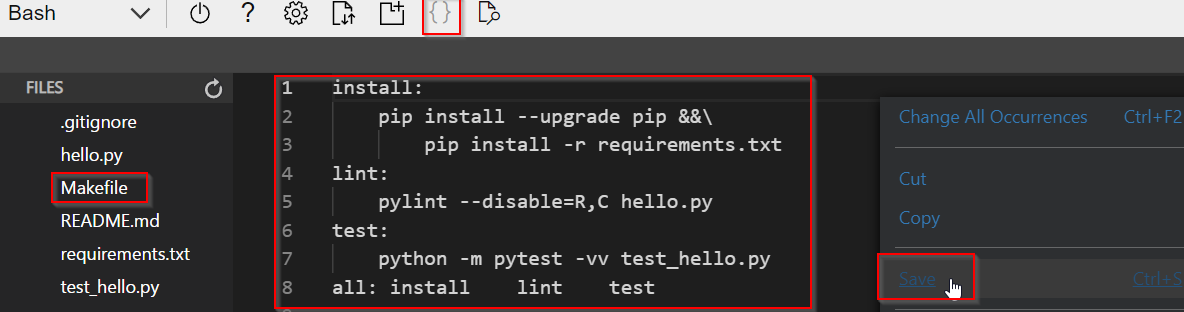 Bash
?
{}
FILES
.gitignore
hello.py
Makefile
README.md
requirements.txt
test_hello.py
1 install:
2 pip install --upgrade pip &&\
3 pip install -r requirements.txt
4 lint:
5 pylint --disable=R,C hello.py
6 test:
7 python -m pytest -vv test_hello.py
8 all: install lint test
Change All Occurrences Ctrl+F2
Cut
Copy
Save Ctrl+S